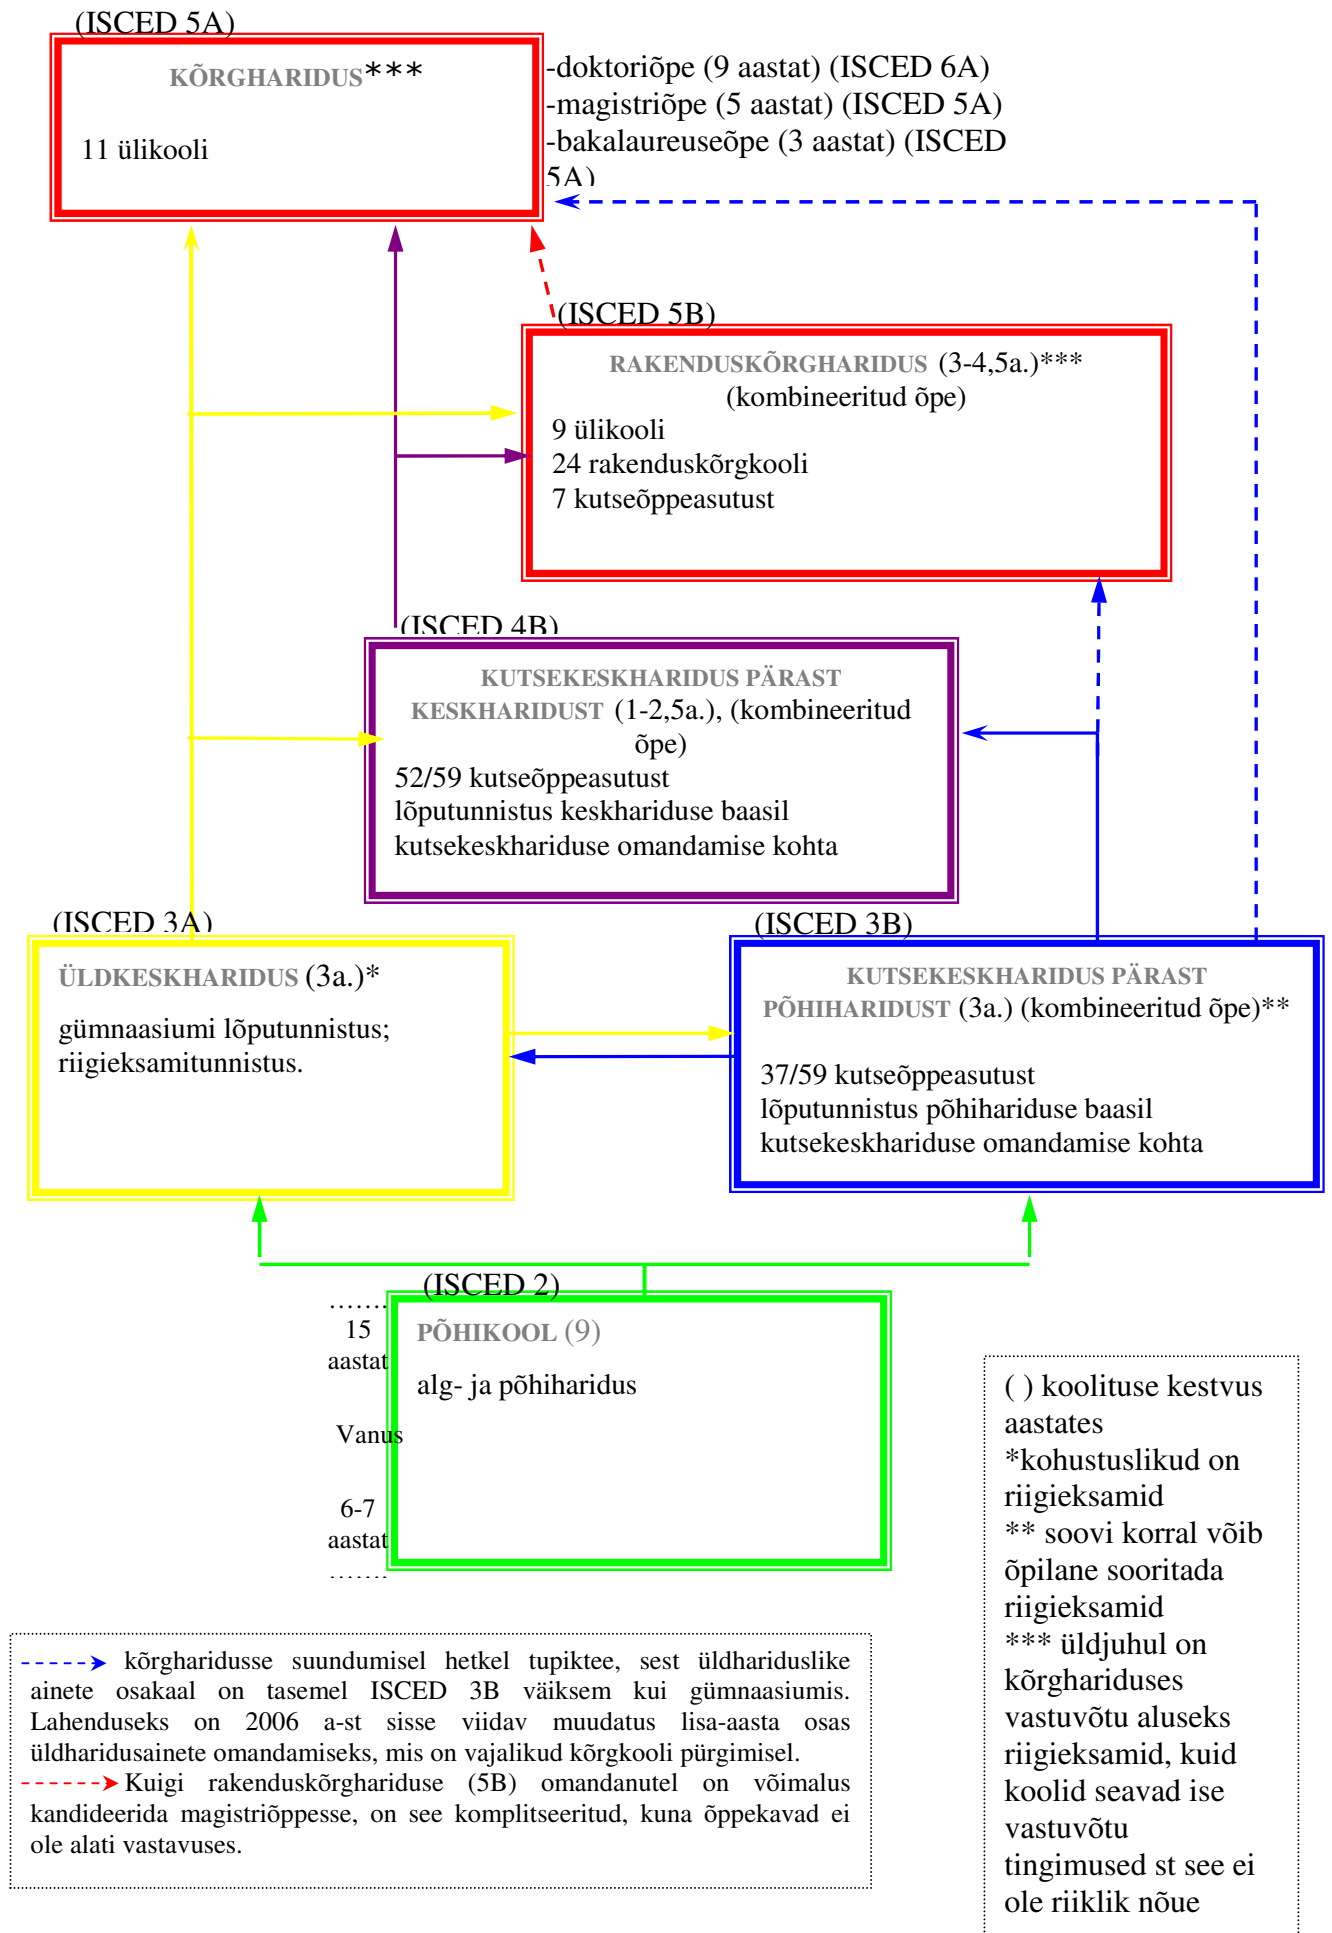 (ISCED 5A)
KÕRGHARIDUS***
11 ülikooli
-doktoriõpe (9 aastat) (ISCED 6A)
-magistriõpe (5 aastat) (ISCED 5A)
-bakalaureuseõpe (3 aastat) (ISCED
5A)
(ISCED 5B)
RAKENDUSKÕRGHARIDUS (3-4,5a.)***
(kombineeritud õpe)
9 ülikooli
24 rakenduskõrgkooli
7 kutseõppeasutust
(ISCED 4B)
KUTSEKESKHARIDUS PÄRAST
KESKHARIDUST (1-2,5a.), (kombineeritud
õpe)
52/59 kutseõppeasutust
lõputunnistus keskhariduse baasil
kutsekeskhariduse omandamise kohta
(ISCED 3A)
ÜLDKESKHARIDUS (3a.)*
gümnaasiumi lõputunnistus;
riigieksamitunnistus.
(ISCED 3B)
KUTSEKESKHARIDUS PÄRAST
PÕHIHARIDUST (3a.) (kombineeritud õpe)**
37/59 kutseõppeasutust
lõputunnistus põhihariduse baasil
kutsekeskhariduse omandamise kohta
(ISCED 2)
.......
15
aastat
Vanus
6-7
aastat
.......
PÕHIKOOL (9)
alg- ja põhiharidus
( ) koolituse kestvus
aastates
*kohustuslikud on
riigieksamid
** soovi korral võib
õpilane sooritada
riigieksamid
*** üldjuhul on
kõrghariduses
vastuvõtu aluseks
riigieksamid, kuid
koolid seavad ise
vastuvõtu
tingimused st see ei
ole riiklik nõue
kõrgharidusse suundumisel hetkel tupiktee, sest üldhariduslike
ainete osakaal on tasemel ISCED 3B väiksem kui gümnaasiumis.
Lahenduseks on 2006 a-st sisse viidav muudatus lisa-aasta osas
üldharidusainete omandamiseks, mis on vajalikud kõrgkooli pürgimisel.
Kuigi rakenduskõrghariduse (5B) omandanutel on võimalus
kandideerida magistriõppesse, on see komplitseeritud, kuna õppekavad ei
ole alati vastavuses.